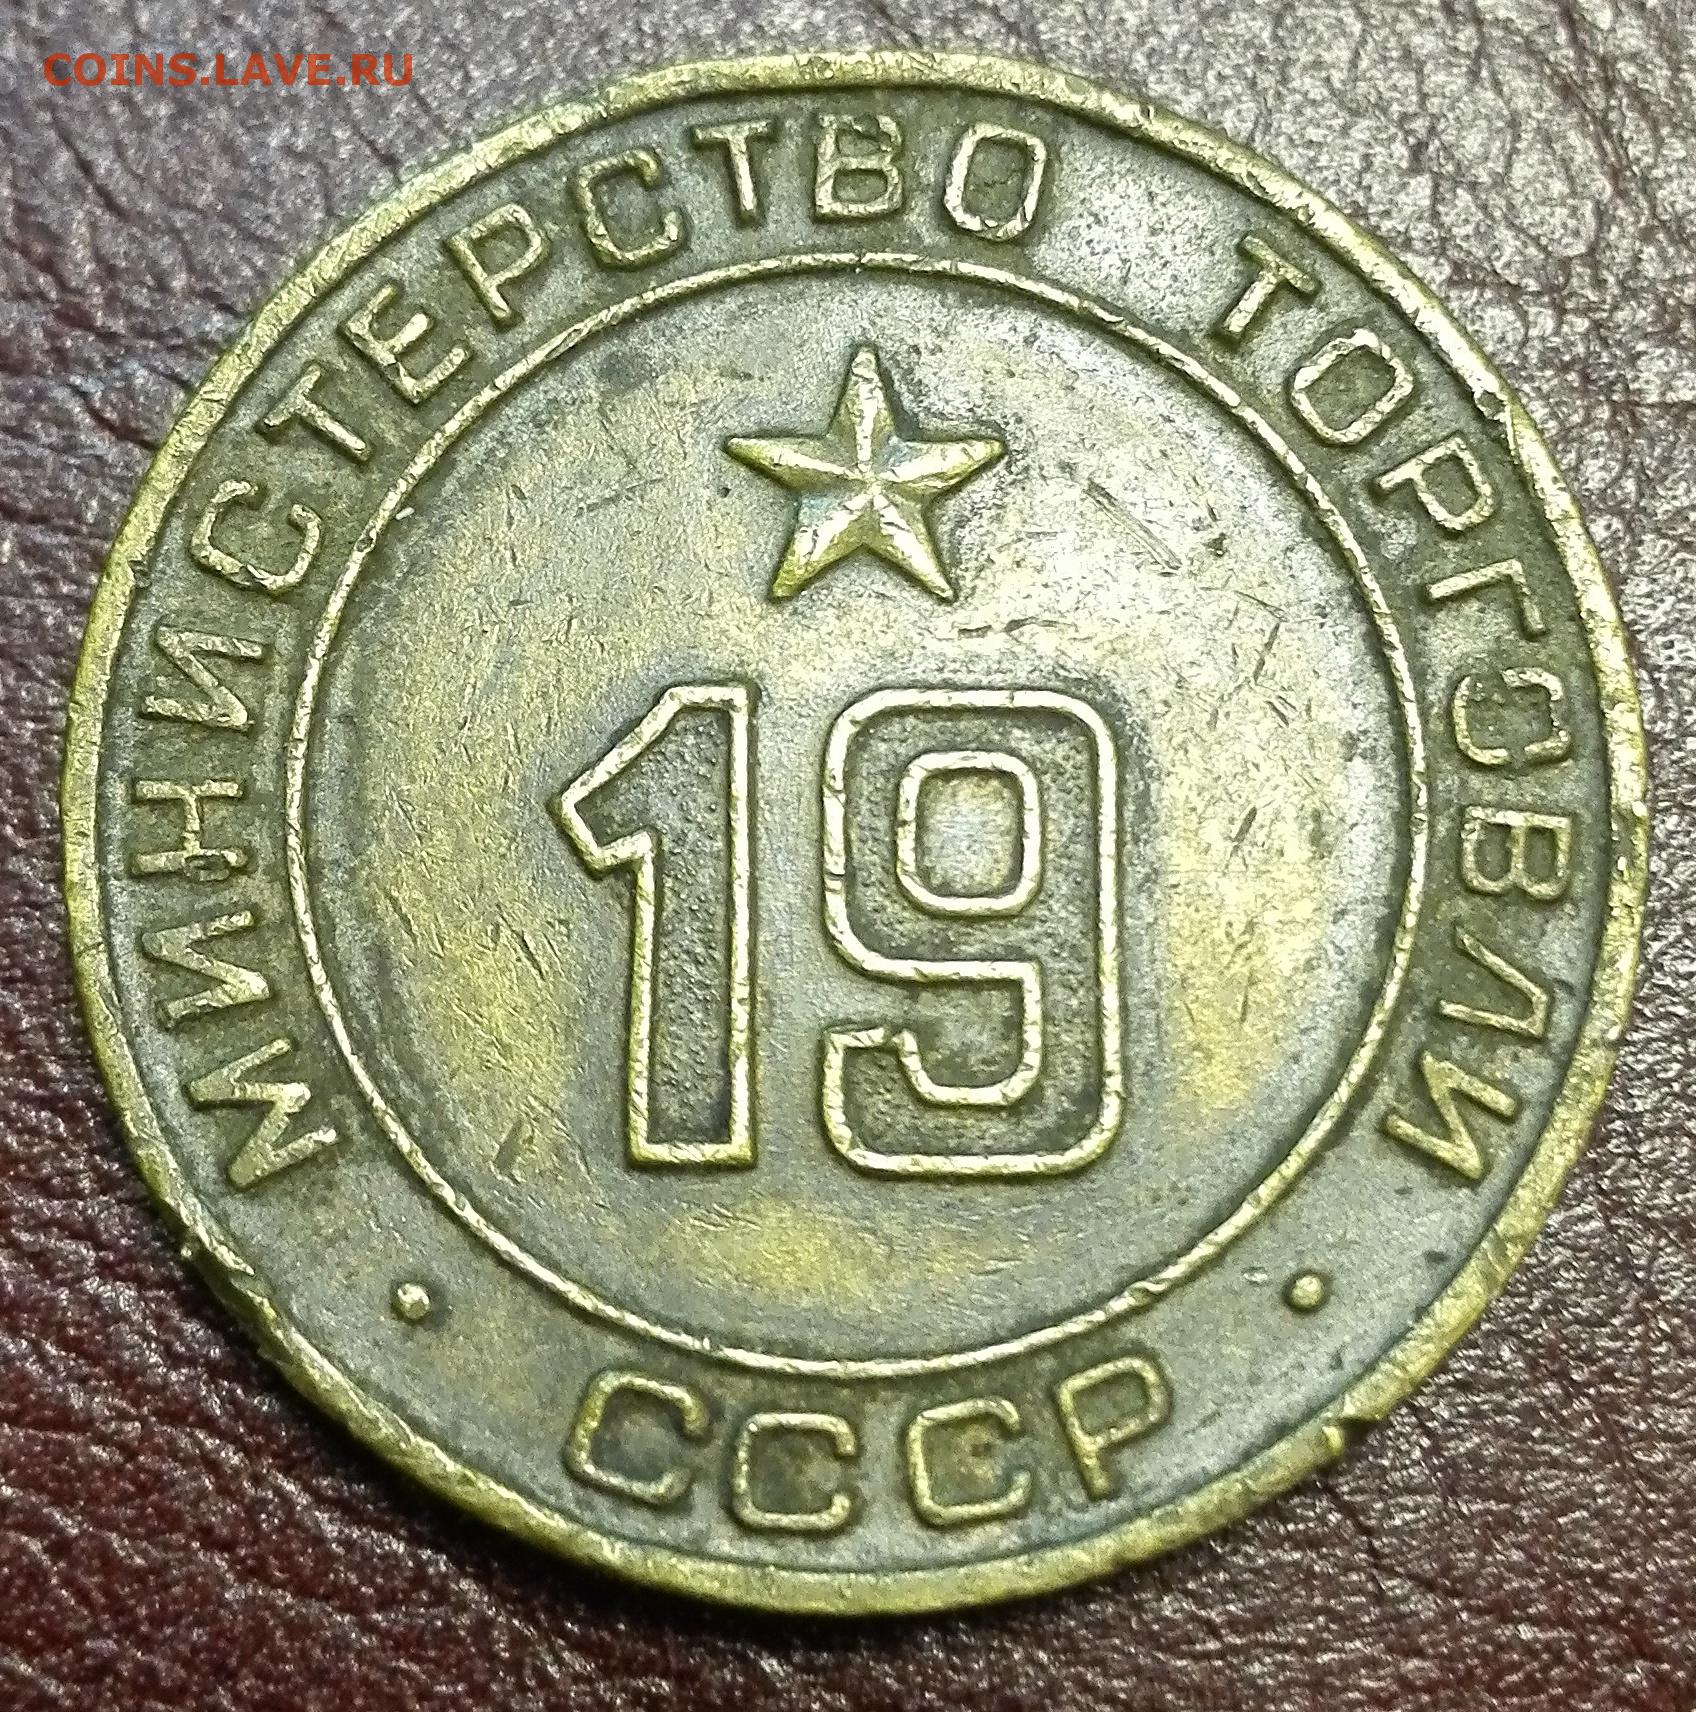 COINS.LAVE.RU
МИНИСТЕРСТВО ТОРГОВЛИ
19
· СССР ·